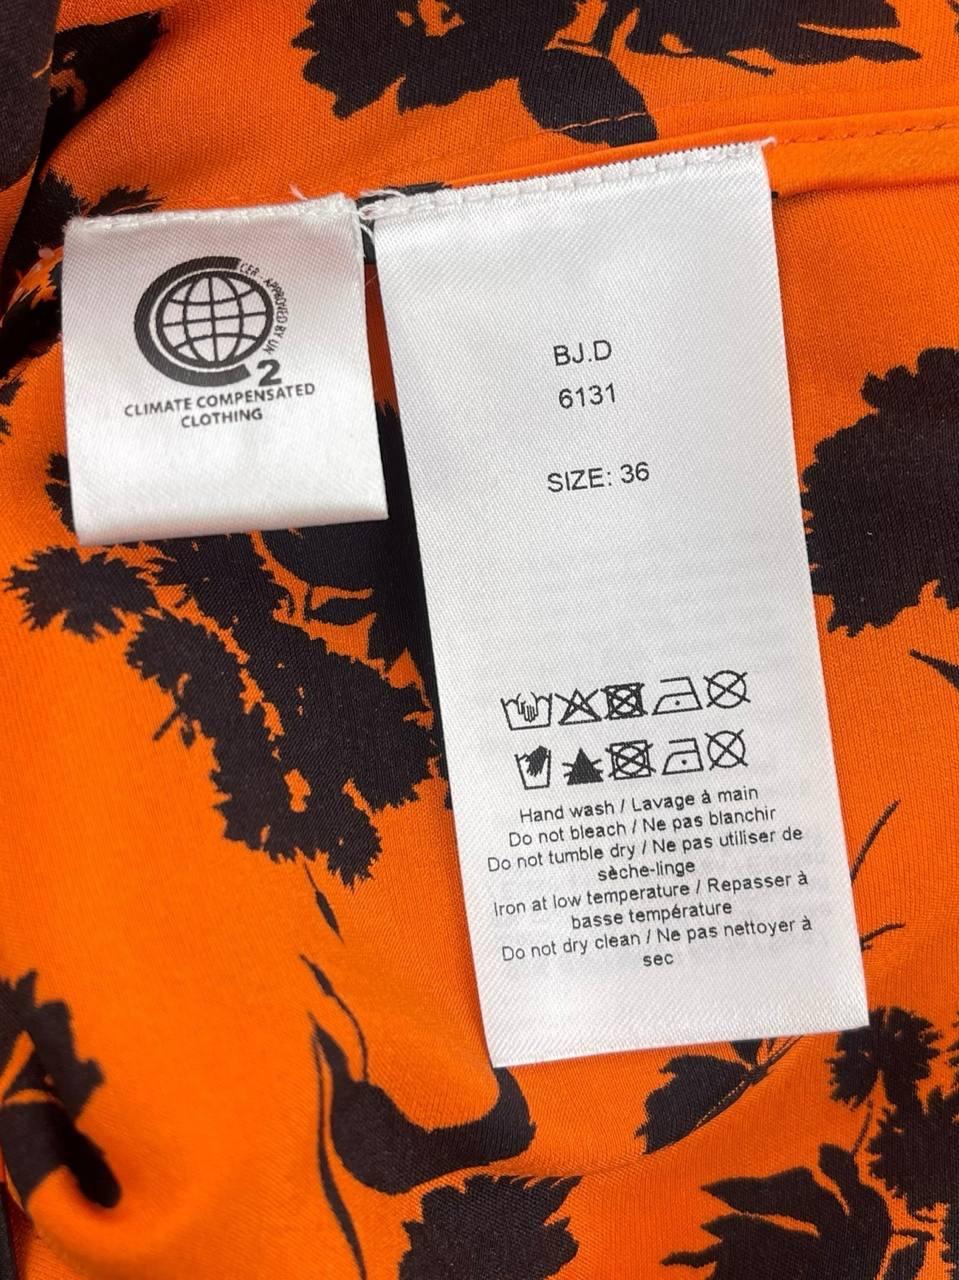 CER - APPROVED BY UN
2
CLIMATE COMPENSATED
CLOTHING
BJ.D
6131
SIZE: 36
Hand wash / Lavage à main
Do not bleach / Ne pas blanchir
Do not tumble dry / Ne pas utiliser de
sèche-linge
Iron at low temperature / Repasser à
basse température
Do not dry clean / Ne pas nettoyer à
sec